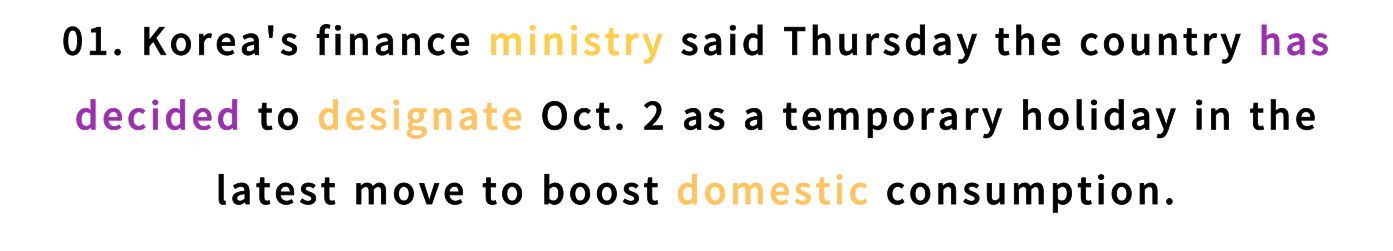 01. Korea's finance ministry said Thursday the country has
decided to designate Oct. 2 as a temporary holiday in the
latest move to boost domestic consumption.